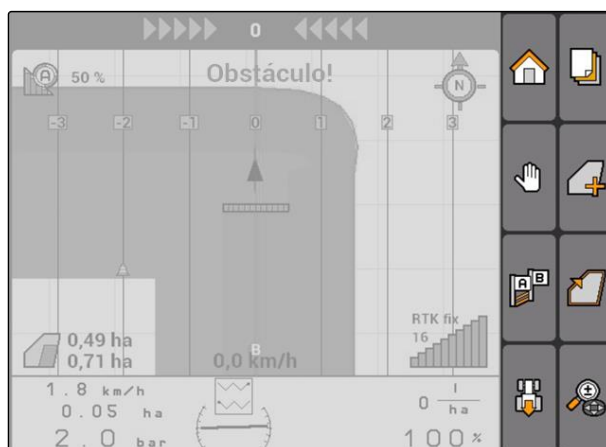 0
A 50 % Obstáculo! N
-3 -2 -1 0 1 2 3
A B
RTK fix
16
0,49 ha
0,71 ha 0,0 km/h B
1.8 km/h
0.05 ha 0 l/ha
2.0 bar 100 %